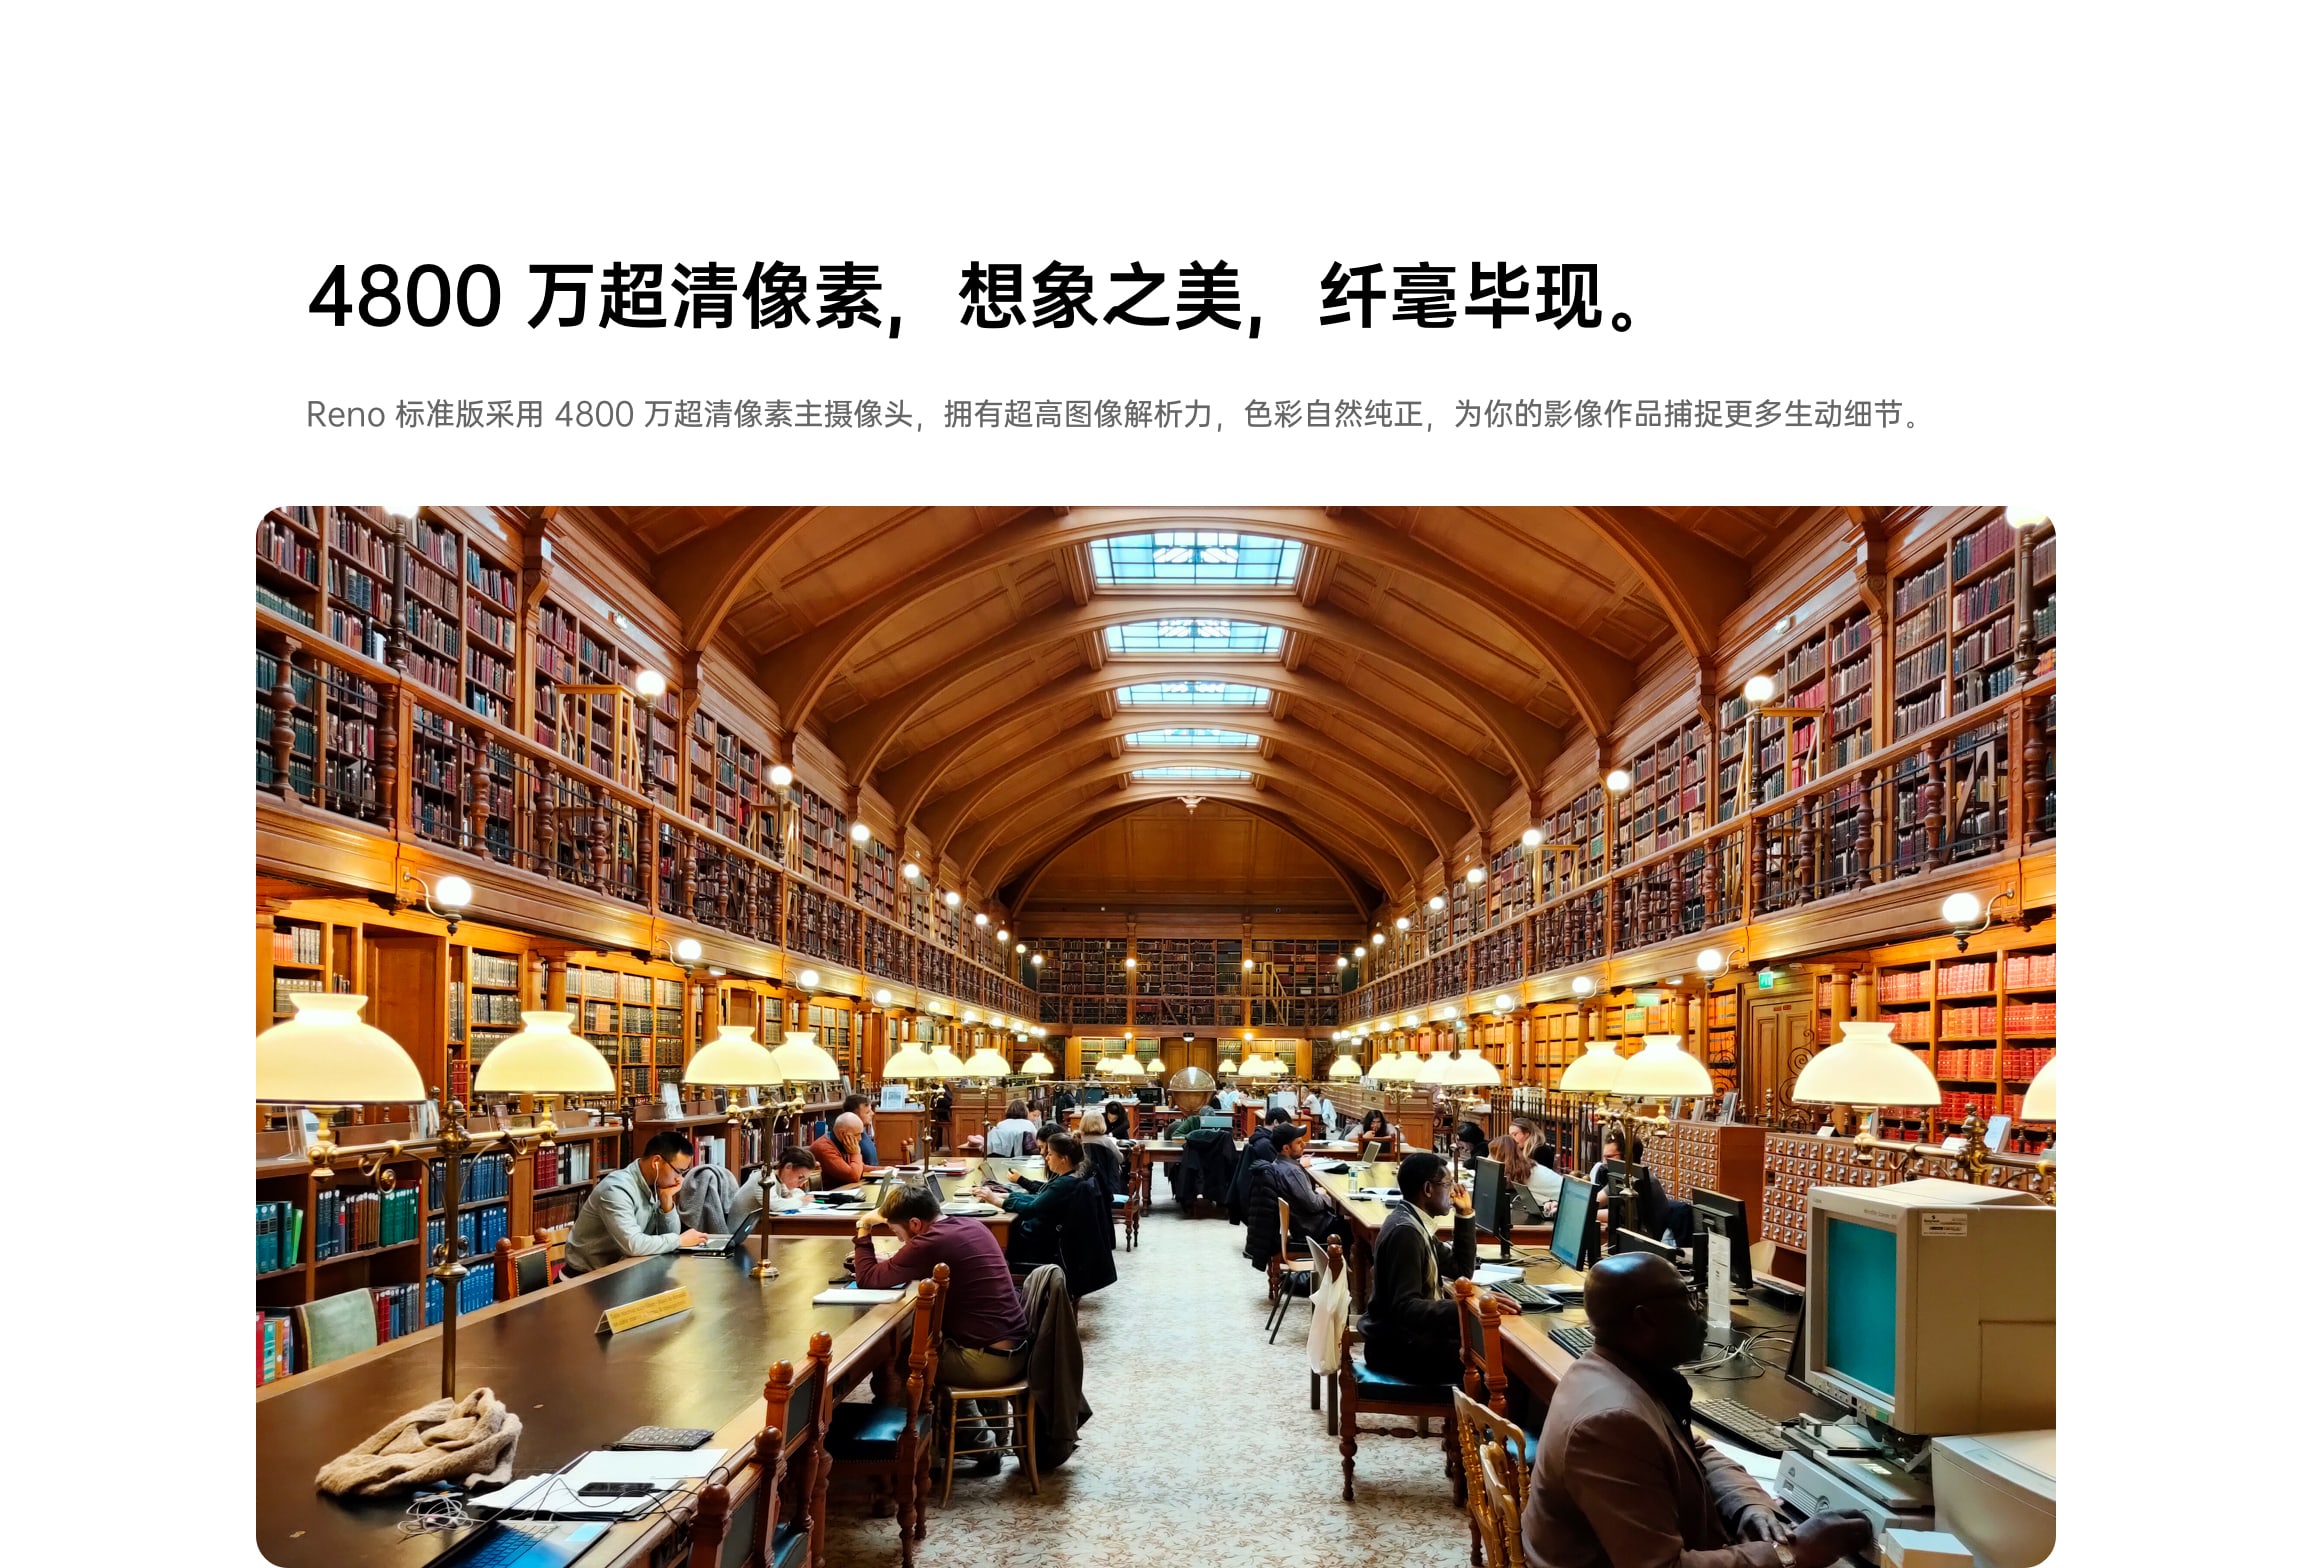 4800 万超清像素，想象之美，纤毫毕现。
Reno 标准版采用 4800 万超清像素主摄像头，拥有超高图像解析力，色彩自然纯正，为你的影像作品捕捉更多生动细节。